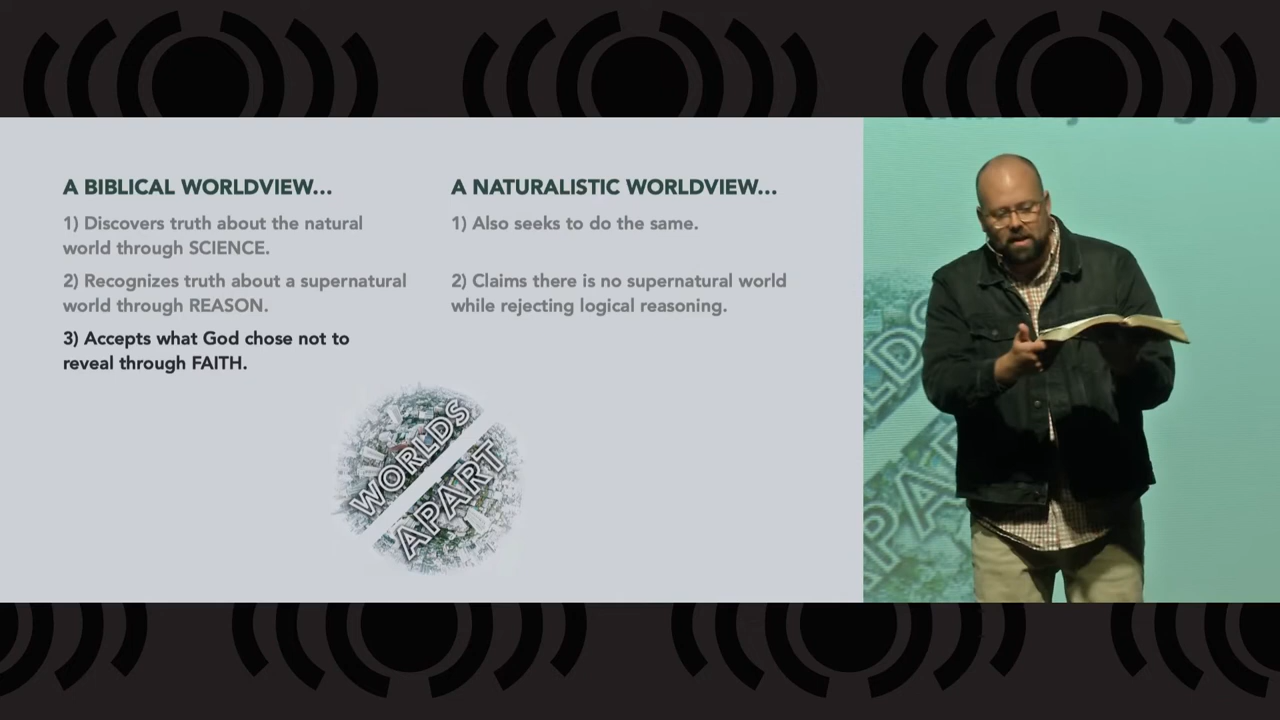 A BIBLICAL WORLDVIEW...
1) Discovers truth about the natural
world through SCIENCE.
2) Recognizes truth about a supernatural
world through REASON.
3) Accepts what God chose not to
reveal through FAITH.
A NATURALISTIC WORLDVIEW...
1) Also seeks to do the same.
2) Claims there is no supernatural world
while rejecting logical reasoning.
WORLDS
APART